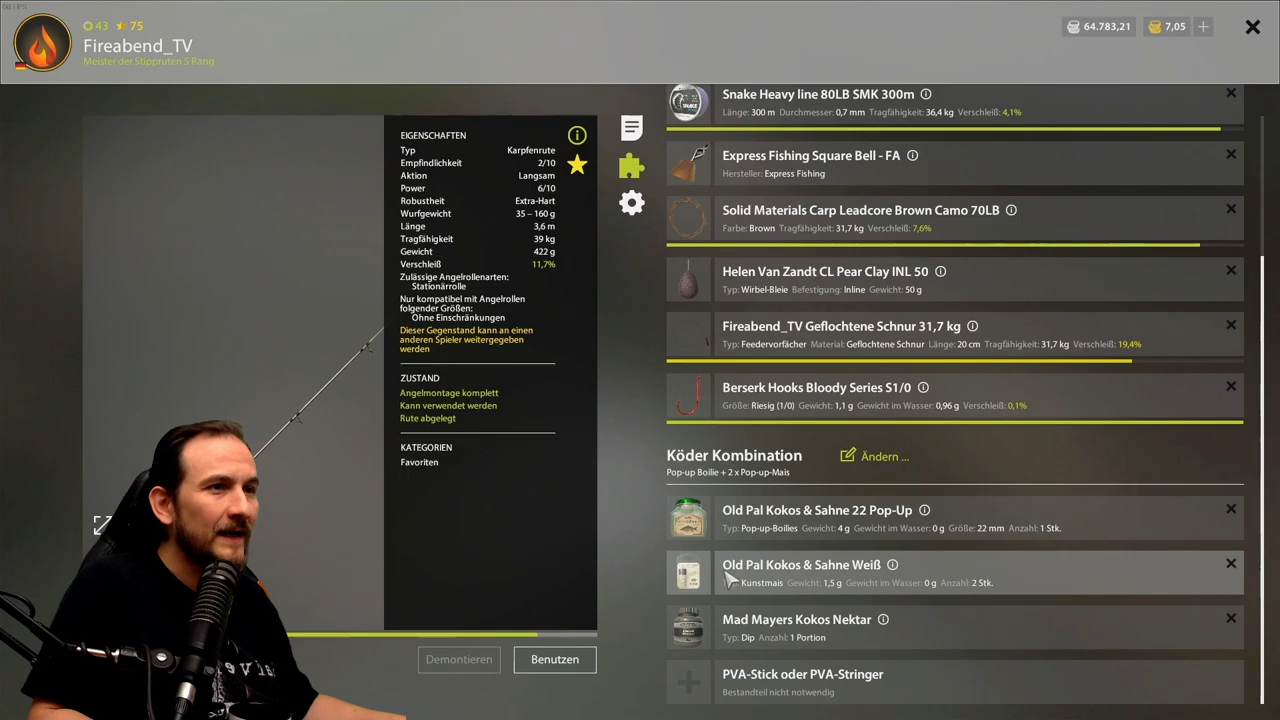 43 75
Fireabend_TV
Meister der Stippruten 5 Rang
64.783,21
7,05
EIGENSCHAFTEN
Typ Karpfenrute
Empfindlichkeit 2/10
Aktion Langsam
Power 6/10
Robustheit Extra-Hart
Wurfgewicht 35 – 160 g
Länge 3,6 m
Tragfähigkeit 39 kg
Gewicht 422 g
Verschleiß 11,7%
Zulässige Angelrollenarten:
Stationärrolle
Nur kompatibel mit Angelrollen
folgender Größen:
Ohne Einschränkungen
Dieser Gegenstand kann an einen
anderen Spieler weitergegeben
werden
ZUSTAND
Angelmontage komplett
Kann verwendet werden
Rute abgelegt
KATEGORIEN
Favoriten
Demontieren
Benutzen
Snake Heavy line 80LB SMK 300m
Länge: 300 m Durchmesser: 0,7 mm Tragfähigkeit: 36,4 kg Verschleiß: 4,1%
Express Fishing Square Bell - FA
Hersteller: Express Fishing
Solid Materials Carp Leadcore Brown Camo 70LB
Farbe: Brown Tragfähigkeit: 31,7 kg Verschleiß: 7,6%
Helen Van Zandt CL Pear Clay INL 50
Typ: Wirbel-Bleie Befestigung: Inline Gewicht: 50 g
Fireabend_TV Geflochtene Schnur 31,7 kg
Typ: Feedervorfächer Material: Geflochtene Schnur Länge: 20 cm Tragfähigkeit: 31,7 kg Verschleiß: 19,4%
Berserk Hooks Bloody Series S1/0
Größe: Riesig (1/0) Gewicht: 1,1 g Gewicht im Wasser: 0,96 g Verschleiß: 0,1%
Köder Kombination
Ändern ...
Pop-up Boilie + 2 x Pop-up-Mais
Old Pal Kokos & Sahne 22 Pop-Up
Typ: Pop-up-Boilies Gewicht: 4 g Gewicht im Wasser: 0 g Größe: 22 mm Anzahl: 1 Stk.
Old Pal Kokos & Sahne Weiß
Kunstmais Gewicht: 1,5 g Gewicht im Wasser: 0 g Anzahl: 2 Stk.
Mad Mayers Kokos Nektar
Typ: Dip Anzahl: 1 Portion
PVA-Stick oder PVA-Stringer
Bestandteil nicht notwendig